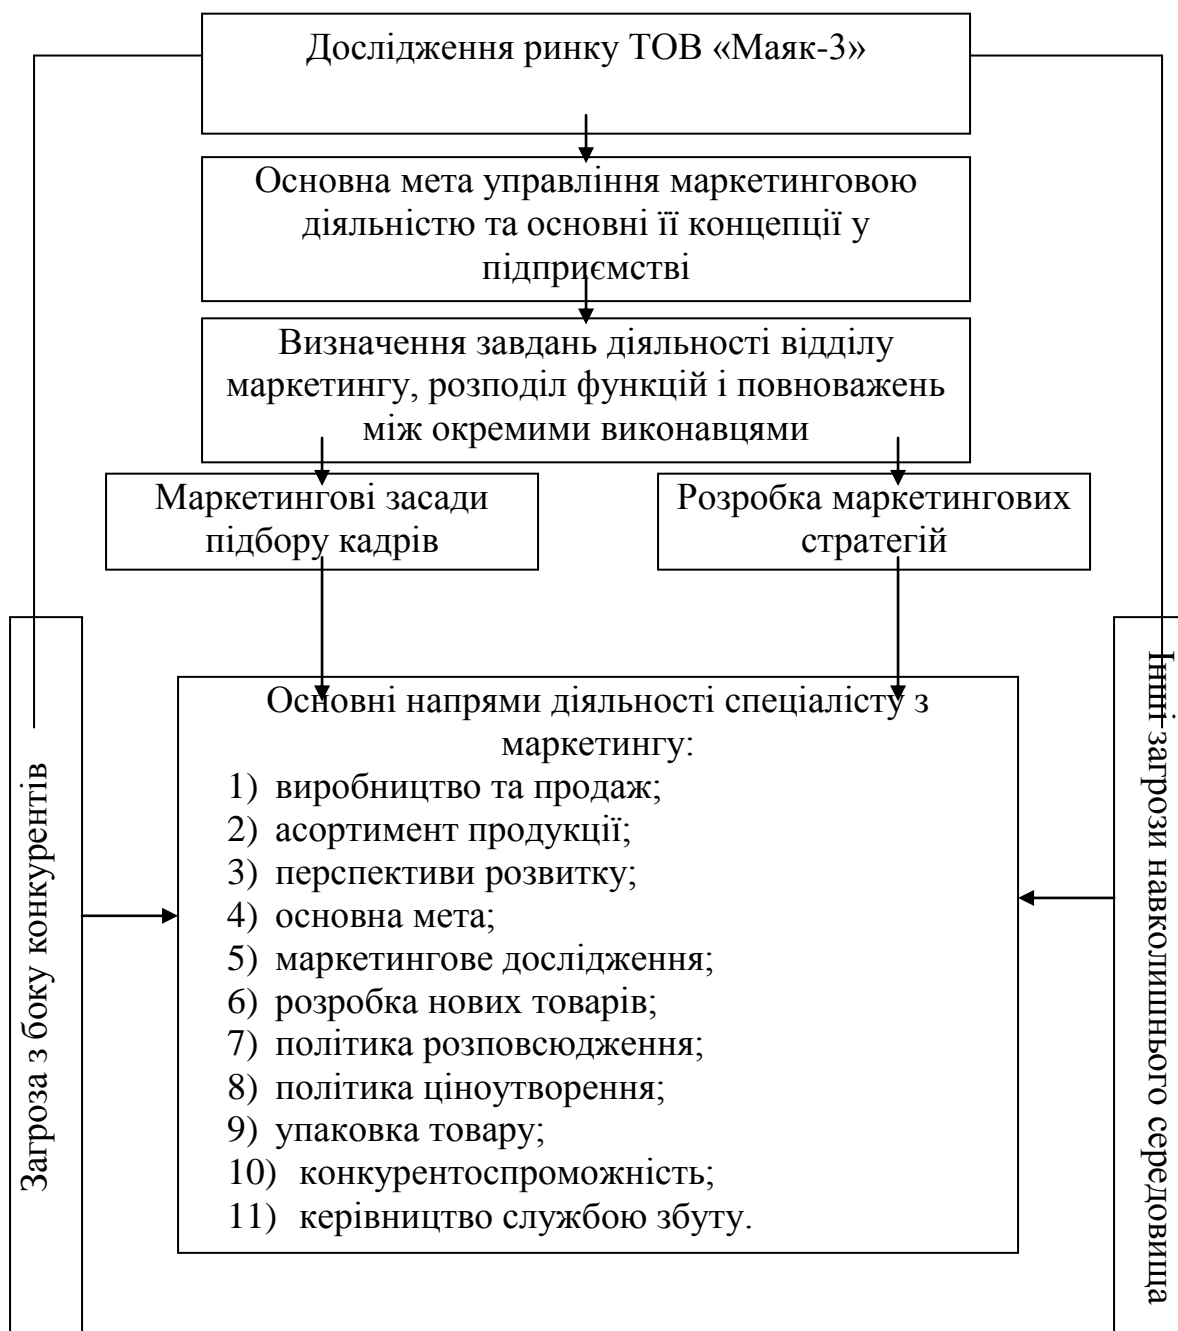 Дослідження ринку ТОВ «Маяк-3»
Основна мета управління маркетинговою
діяльністю та основні її концепції у
підприємстві
Визначення завдань діяльності відділу
маркетингу, розподіл функцій і повноважень
між окремими виконавцями
Маркетингові засади
підбору кадрів
Розробка маркетингових
стратегій
Загроза з боку конкурентів
Основні напрями діяльності спеціалісту з
маркетингу:
1) виробництво та продаж;
2) асортимент продукції;
3) перспективи розвитку;
4) основна мета;
5) маркетингове дослідження;
6) розробка нових товарів;
7) політика розповсюдження;
8) політика ціноутворення;
9) упаковка товару;
10) конкурентоспроможність;
11) керівництво службою збуту.
Інші загрози навколишнього середовища